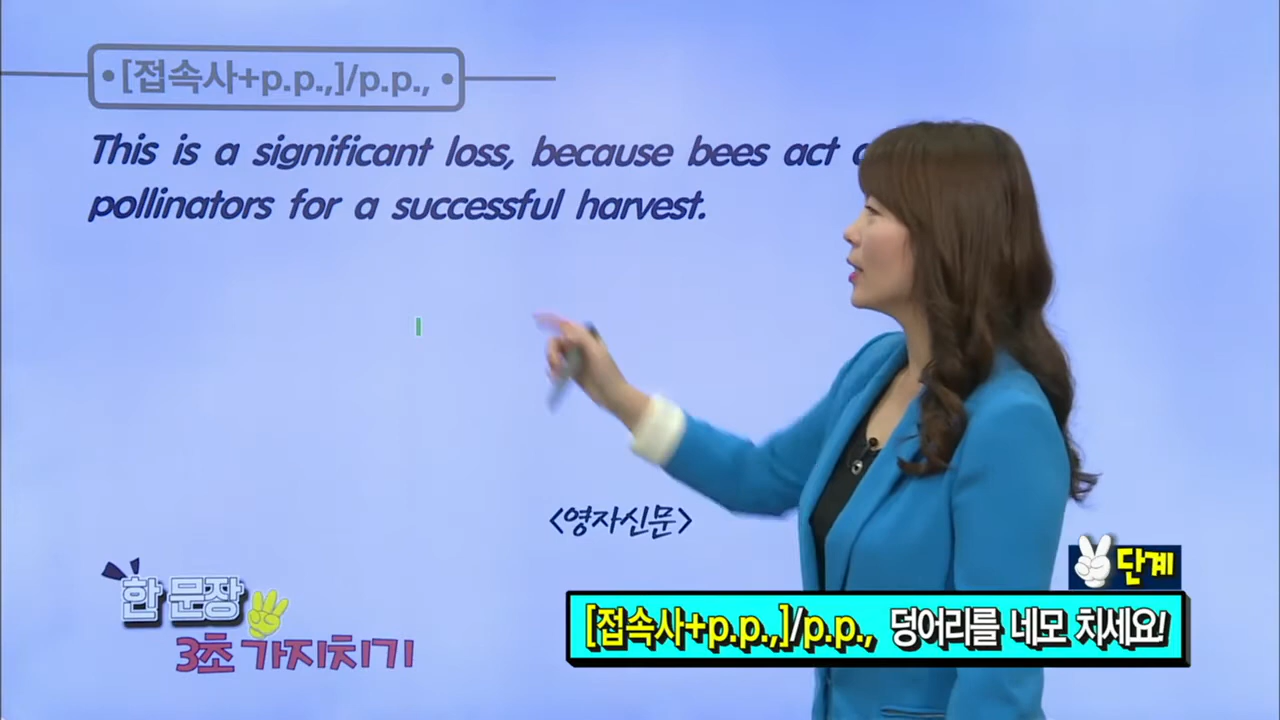 [접속사+p.p.,]/p.p.,
This is a significant loss, because bees act
pollinators for a successful harvest.
<영자신문>
한 문장
3초 가지치기
단계
[접속사+p.p.,]/p.p., 덩어리를 네모 치세요!